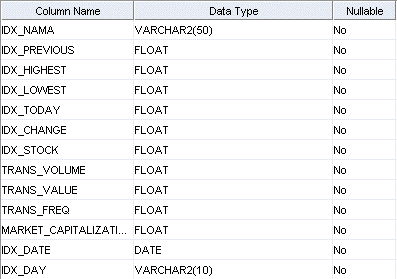 Column Name Data Type Nullable
IDX_NAMA VARCHAR2(50) No
IDX_PREVIOUS FLOAT No
IDX_HIGHEST FLOAT No
IDX_LOWEST FLOAT No
IDX_TODAY FLOAT No
IDX_CHANGE FLOAT No
IDX_STOCK FLOAT No
TRANS_VOLUME FLOAT No
TRANS_VALUE FLOAT No
TRANS_FREQ FLOAT No
MARKET_CAPITALIZATI... FLOAT No
IDX_DATE DATE No
IDX_DAY VARCHAR2(10) No